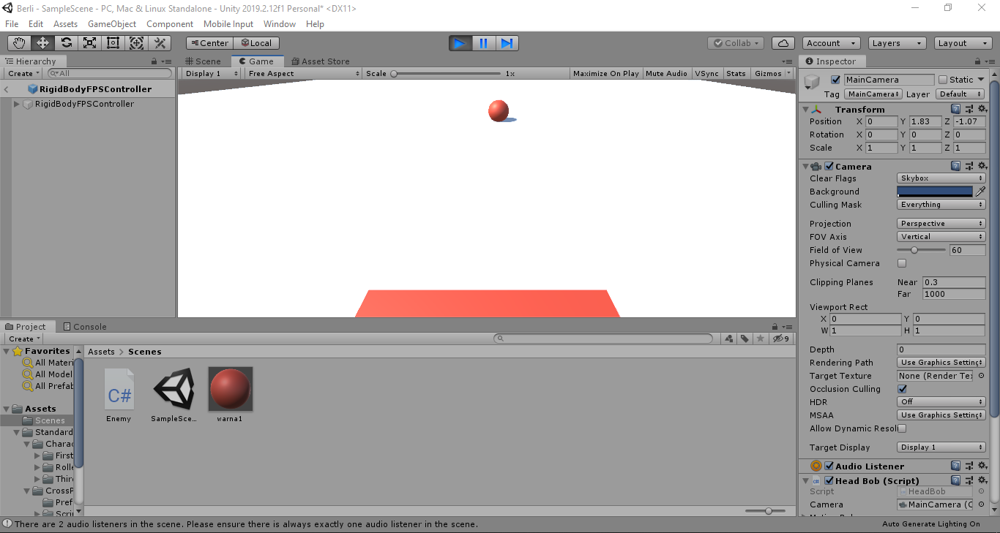 Berli - SampleScene - PC, Mac & Linux Standalone - Unity 2019.2.12f1 Personal* <DX11>
File Edit Assets GameObject Component Mobile Input Window Help
Center Local Collab Account Layers Layout
Hierarchy
Create All
RigidBodyFPSController
RigidBodyFPSController
Scene Game Asset Store
Display 1 Free Aspect Scale 1x Maximize On Play Mute Audio VSync Stats Gizmos
Inspector
MainCamera Static
Tag MainCamera Layer Default
Transform
Position X 0 Y 1.83 Z -1.07
Rotation X 0 Y 0 Z 0
Scale X 1 Y 1 Z 1
Camera
Clear Flags Skybox
Background
Culling Mask Everything
Projection Perspective
FOV Axis Vertical
Field of View 60
Physical Camera
Clipping Planes Near 0.3
Far 1000
Viewport Rect
X 0 Y 0
W 1 H 1
Depth 0
Rendering Path Use Graphics Setting
Target Texture None (Render Te
Occlusion Culling
HDR Off
MSAA Use Graphics Setting
Allow Dynamic Resol
Target Display Display 1
Audio Listener
Head Bob (Script)
Script HeadBob
Camera MainCamera (C
Project Console
Create 9
Favorites
All Materi
All Model
All Prefab
Assets
Scenes
Standard
Charac
First
Rolle
Third
CrossP
Pref
Scri
Assets > Scenes
C#
Enemy SampleSce... warna1
There are 2 audio listeners in the scene. Please ensure there is always exactly one audio listener in the scene.
Auto Generate Lighting On